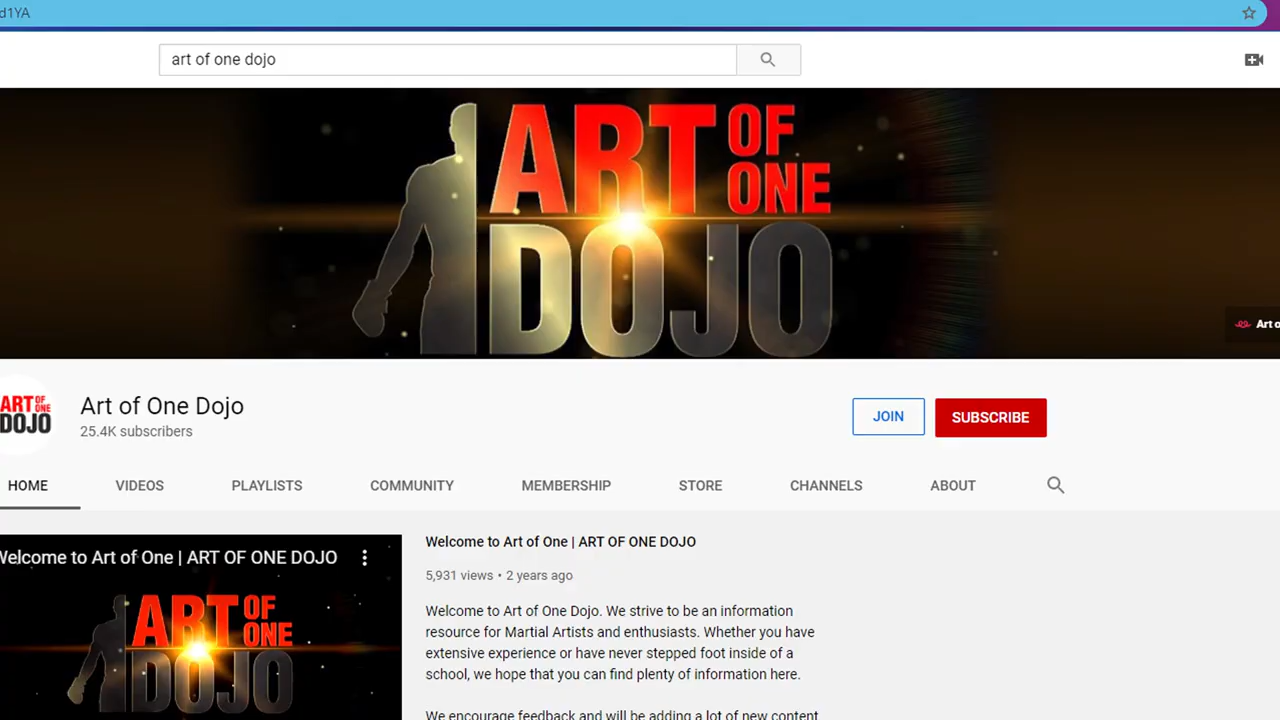 d1YA
art of one dojo
ART OF ONE DOJO
Art o
ART OF ONE DOJO
Art of One Dojo
25.4K subscribers
JOIN
SUBSCRIBE
HOME
VIDEOS
PLAYLISTS
COMMUNITY
MEMBERSHIP
STORE
CHANNELS
ABOUT
Welcome to Art of One | ART OF ONE DOJO
ART OF ONE DOJO
Welcome to Art of One | ART OF ONE DOJO
5,931 views • 2 years ago
Welcome to Art of One Dojo. We strive to be an information
resource for Martial Artists and enthusiasts. Whether you have
extensive experience or have never stepped foot inside of a
school, we hope that you can find plenty of information here.
We encourage feedback and will be adding a lot of new content